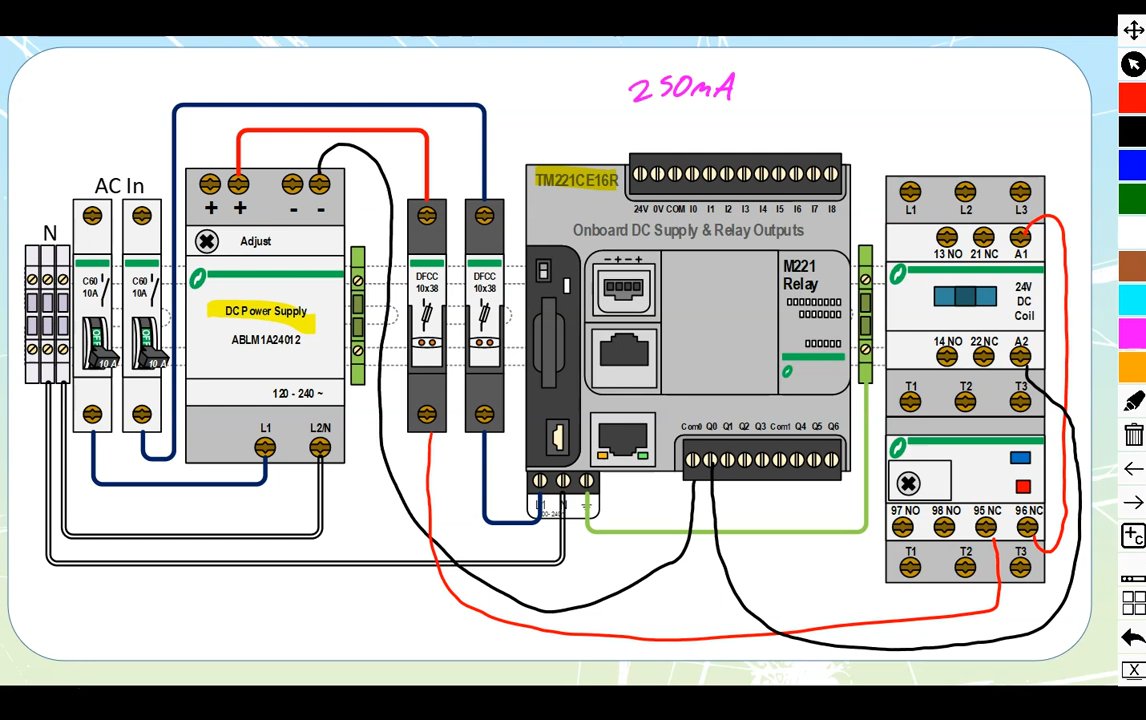 250mA
AC In
N
C60
10A
10 A
C60
10A
10 A
OFF
OFF
+ + - -
Adjust
DC Power Supply
ABLM1A24012
120 - 240 ~
L1 L2/N
DFCC
10x38
DFCC
10x38
TM221CE16R
24V 0V COM I0 I1 I2 I3 I4 I5 I6 I7 I8
Onboard DC Supply & Relay Outputs
- + - +
M221
Relay
Com0 Q0 Q1 Q2 Q3 Com1 Q4 Q5 Q6
L1 L2 L3
13 NO 21 NC A1
24V
DC
Coil
14 NO 22 NC A2
T1 T2 T3
97 NO 98 NO 95 NC 96 NC
T1 T2 T3
+C
X